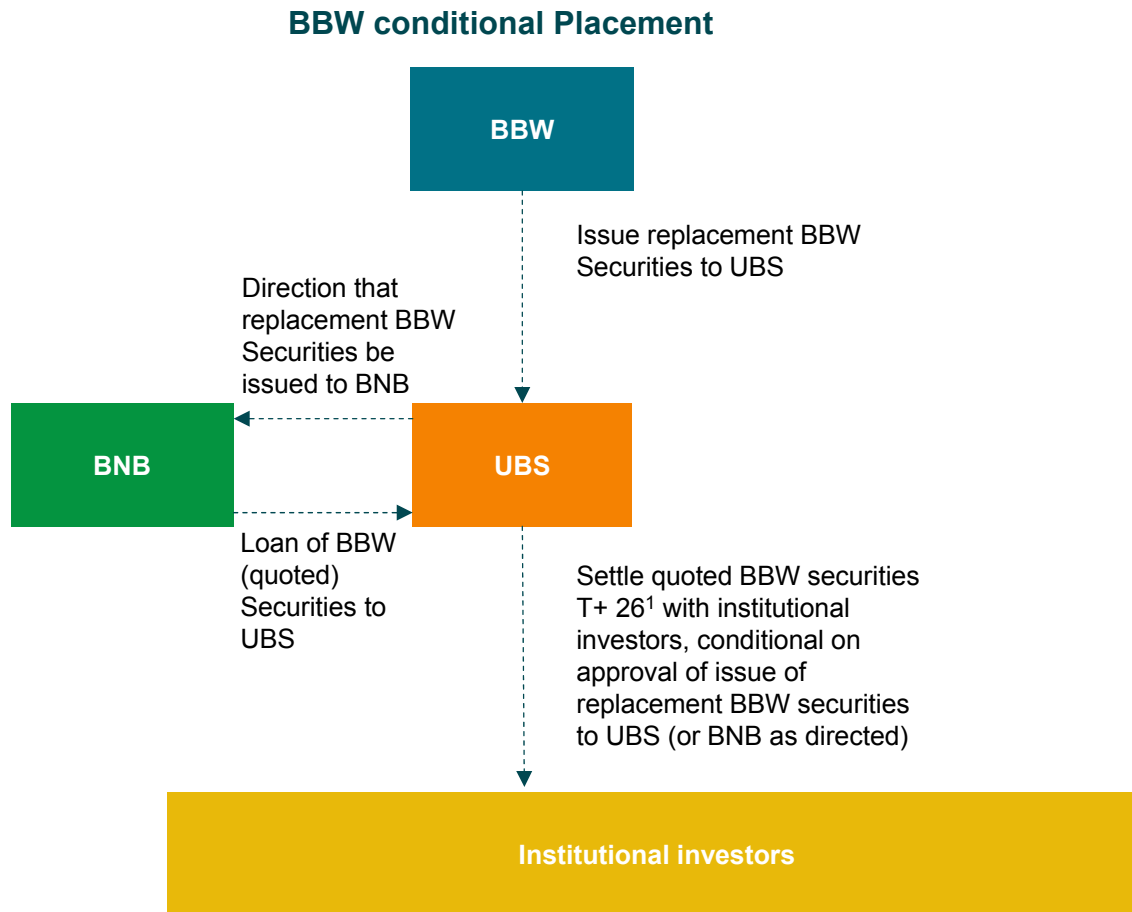 BBW conditional Placement
BBW
Issue replacement BBW
Securities to UBS
Direction that
replacement BBW
Securities be
issued to BNB
BNB
UBS
Loan of BBW
(quoted)
Securities to
UBS
Settle quoted BBW securities
T+ 26¹ with institutional
investors, conditional on
approval of issue of
replacement BBW securities
to UBS (or BNB as directed)
Institutional investors